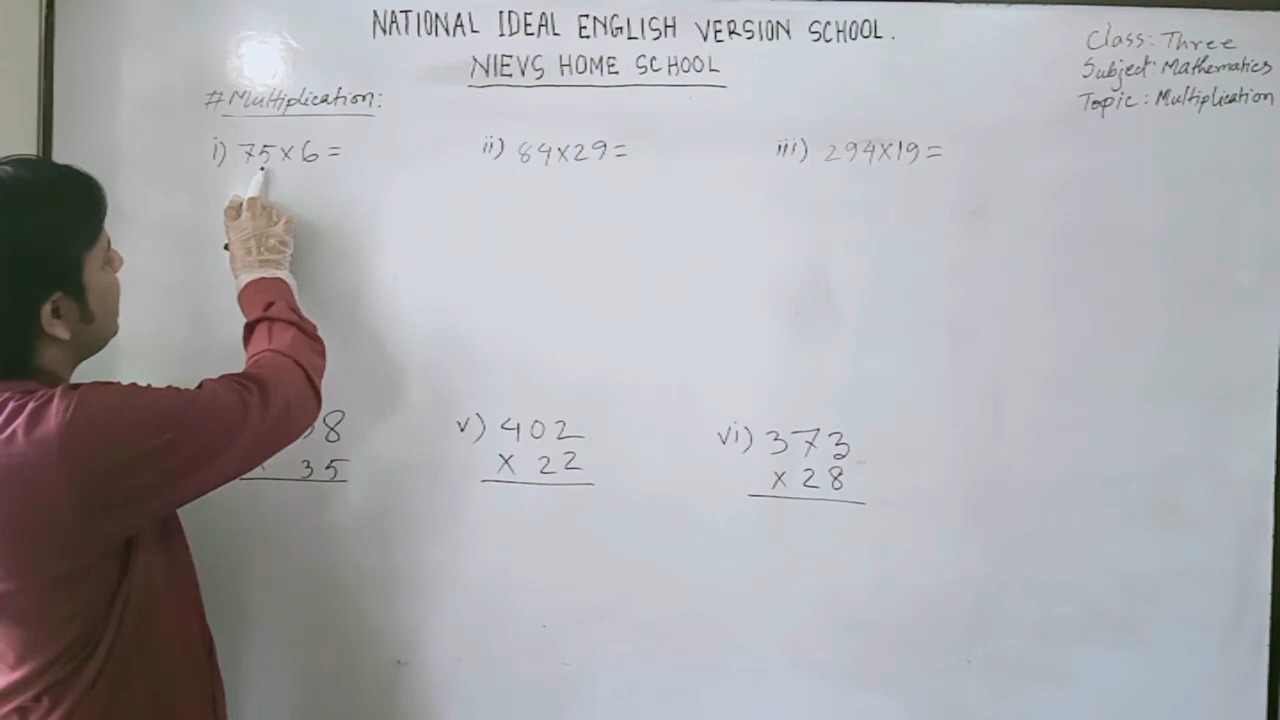 NATIONAL IDEAL ENGLISH VERSION SCHOOL.
NIEVS HOME SCHOOL
Class: Three
Subject: Mathematics
Topic: Multiplication
# Multiplication:
i) 75×6=
ii) 84×29=
iii) 294×19=
8
35
v) 402
× 22
vi) 373
× 28